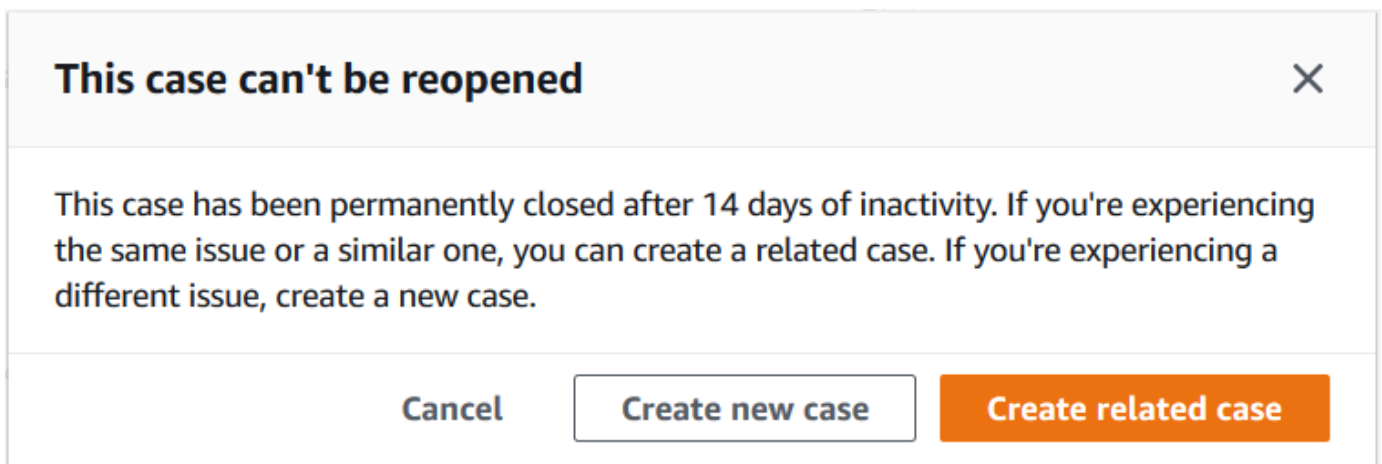 This case can't be reopened
This case has been permanently closed after 14 days of inactivity. If you're experiencing
the same issue or a similar one, you can create a related case. If you're experiencing a
different issue, create a new case.
Cancel
Create new case
Create related case